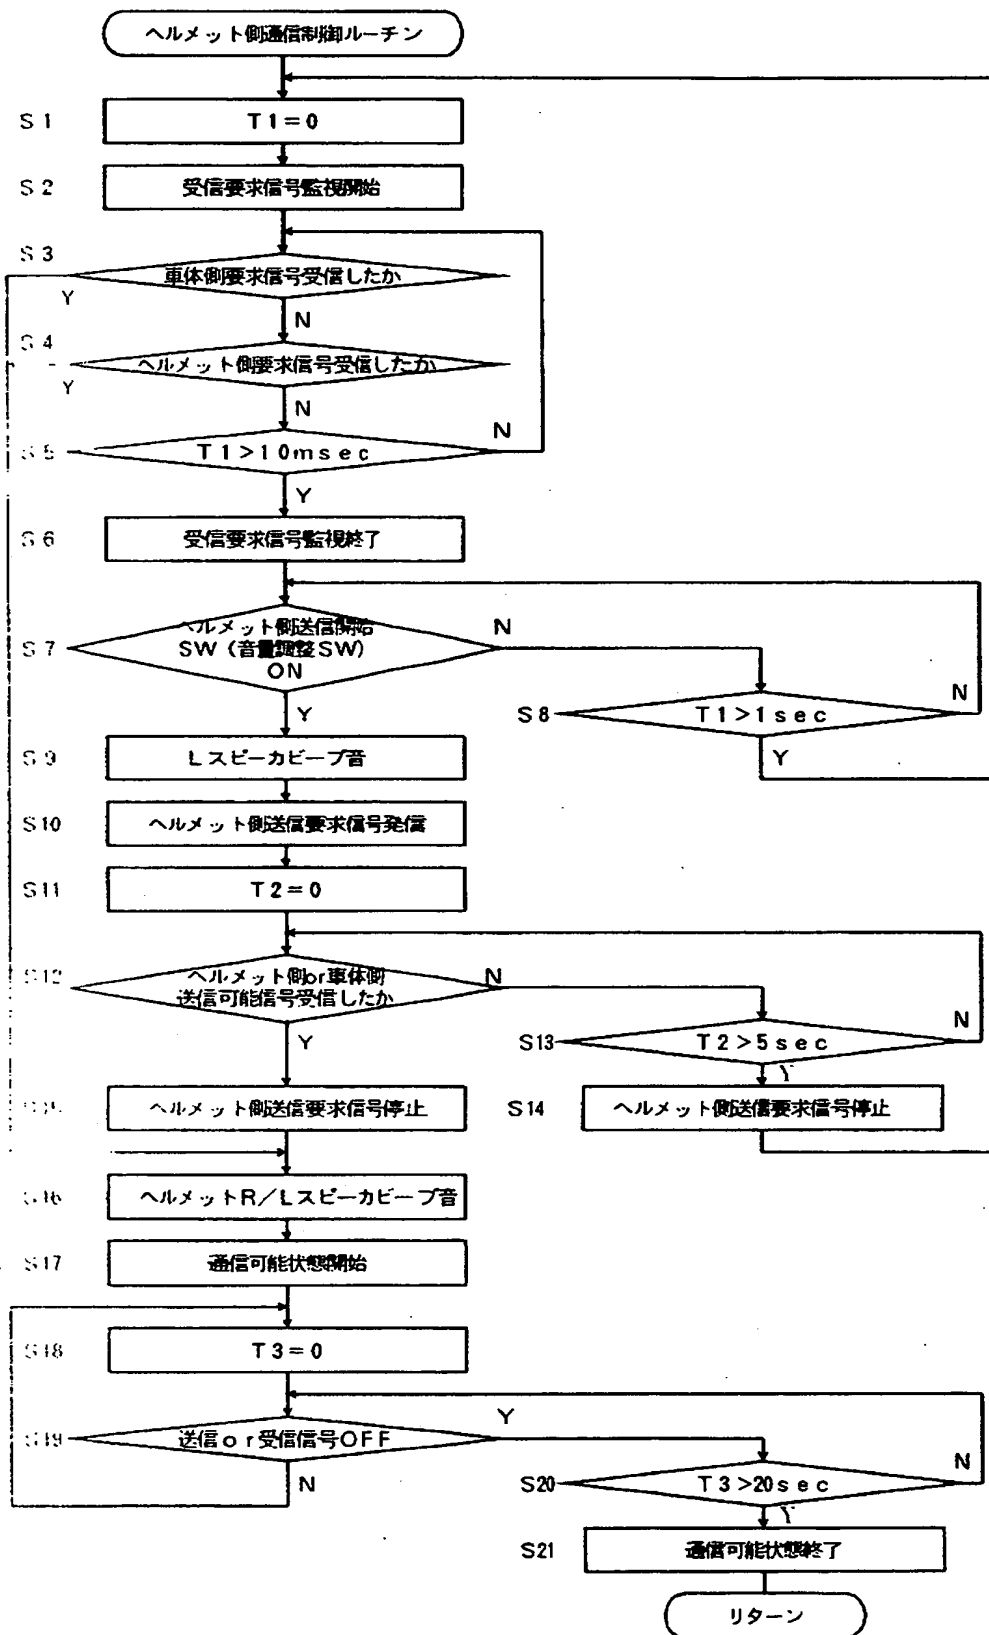 ヘルメット側通信制御ルーチン
S1
T1=0
S2
受信要求信号監視開始
S3
車体側要求信号受信したか
Y
N
S4
ヘルメット側要求信号受信したか
Y
N
S5
T1>10msec
N
Y
S6
受信要求信号監視終了
S7
ヘルメット側送信開始
SW(音量調整SW)
ON
N
Y
S8
T1>1sec
N
Y
S9
Lスピーカビープ音
S10
ヘルメット側送信要求信号発信
S11
T2=0
S12
ヘルメット側or車体側
送信可能信号受信したか
N
Y
S13
T2>5sec
N
Y
S15
ヘルメット側送信要求信号停止
S14
ヘルメット側送信要求信号停止
S16
ヘルメットR/Lスピーカビープ音
S17
通信可能状態開始
S18
T3=0
S19
送信or受信信号OFF
Y
N
S20
T3>20sec
N
Y
S21
通信可能状態終了
リターン